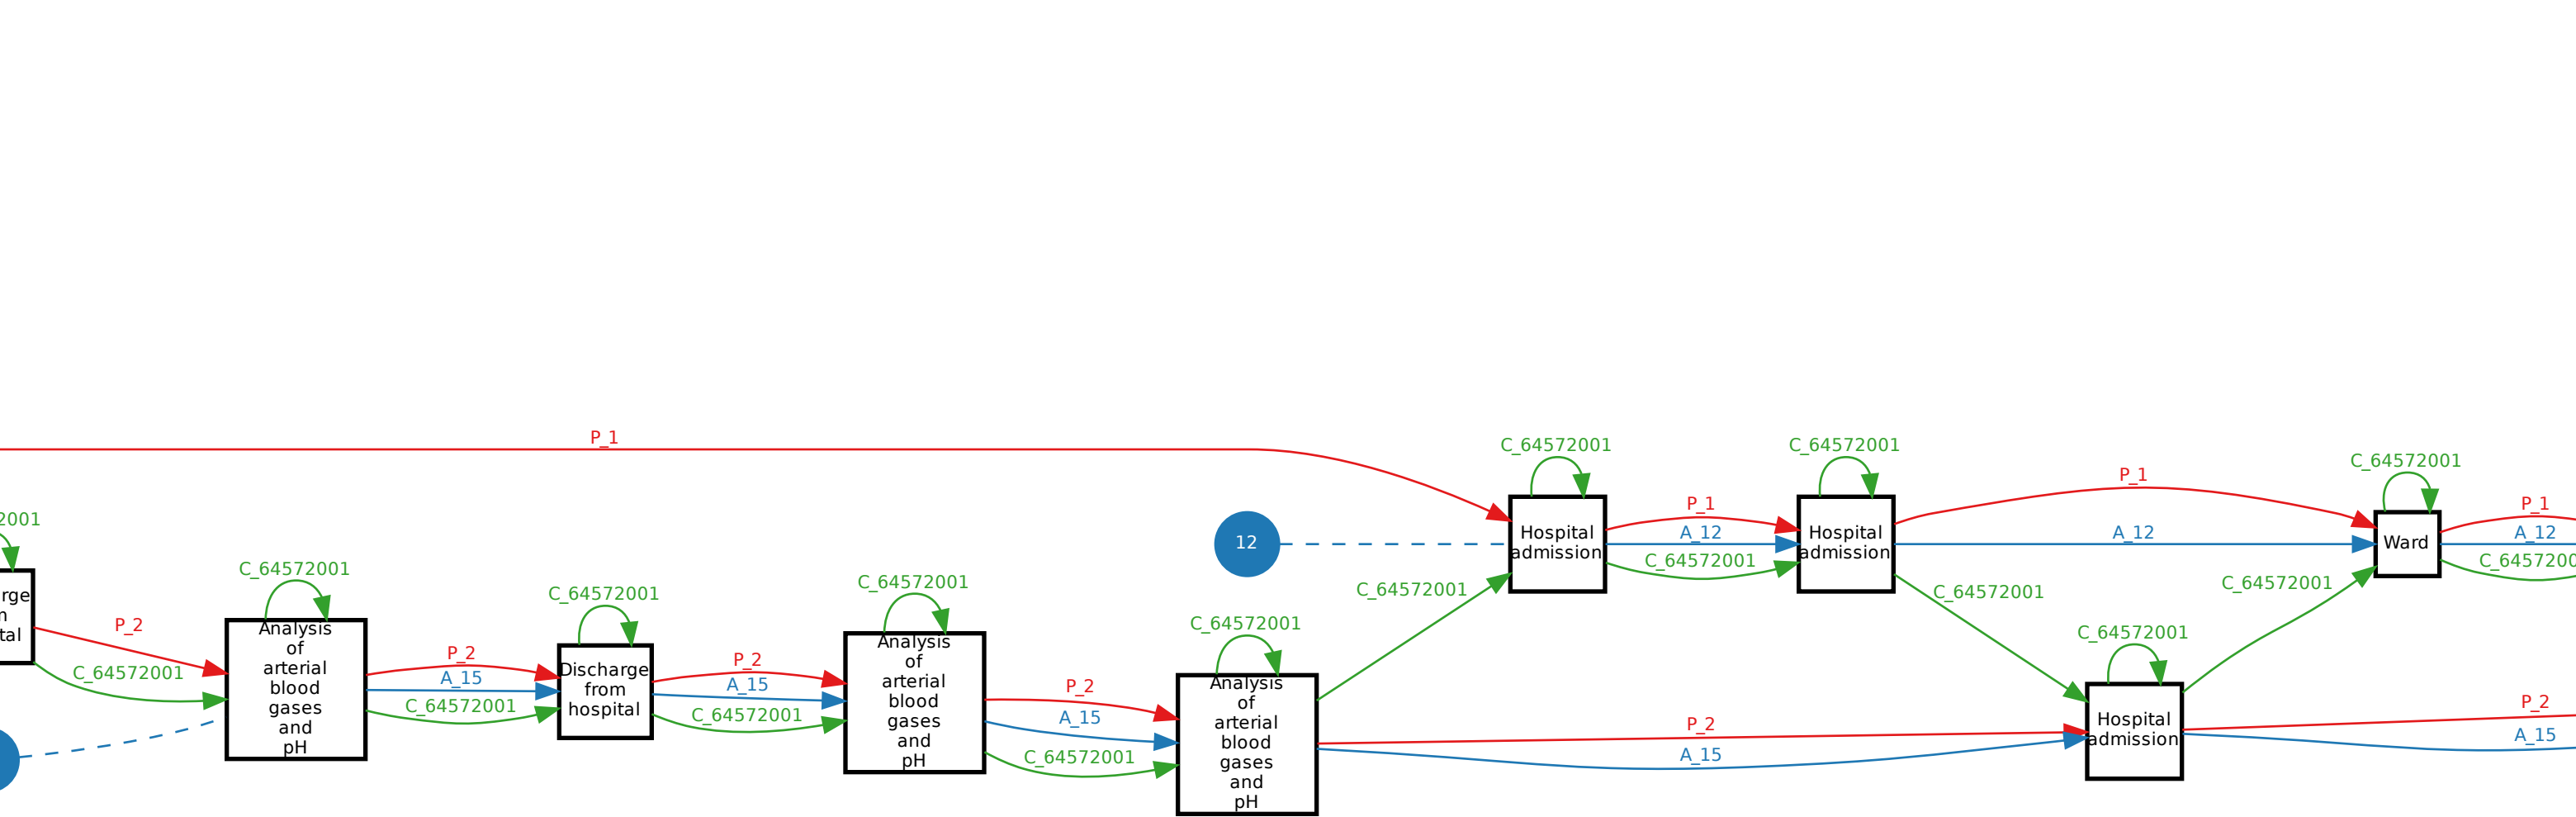 P_1
C_64572001
C_64572001
C_64572001
P_1
P_1
P_1
2001
12
Hospital
admission
A_12
Hospital
admission
A_12
Ward
A_12
C_64572001
C_64572001
C_64572001
C_64572001
C_64572001
C_64572001
C_64572001
C_64572001
C_64572001
P_2
C_64572001
Analysis
of
arterial
blood
gases
and
pH
P_2
A_15
C_64572001
Discharge
from
hospital
P_2
A_15
C_64572001
Analysis
of
arterial
blood
gases
and
pH
P_2
A_15
C_64572001
Analysis
of
arterial
blood
gases
and
pH
P_2
A_15
C_64572001
Hospital
admission
P_2
A_15